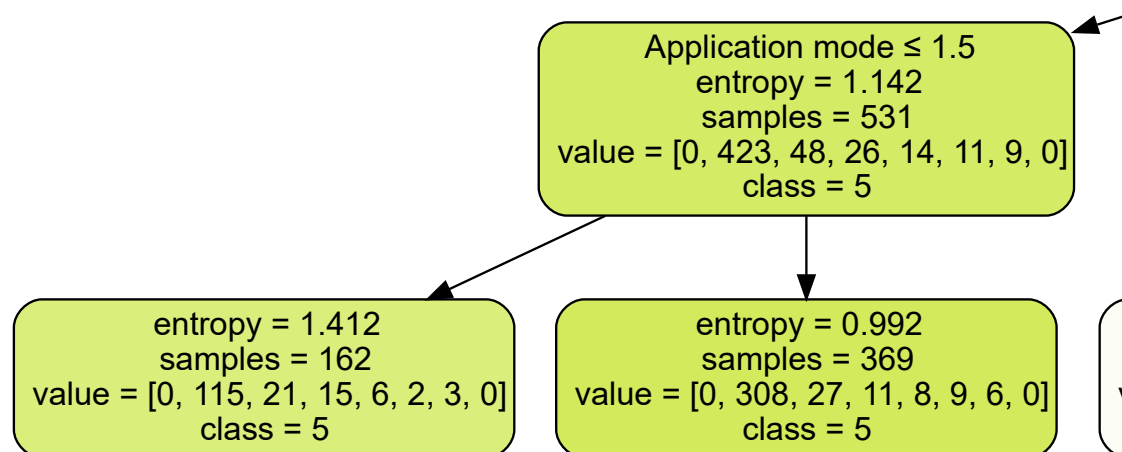 Application mode ≤ 1.5
entropy = 1.142
samples = 531
value = [0, 423, 48, 26, 14, 11, 9, 0]
class = 5
entropy = 1.412
samples = 162
value = [0, 115, 21, 15, 6, 2, 3, 0]
class = 5
entropy = 0.992
samples = 369
value = [0, 308, 27, 11, 8, 9, 6, 0]
class = 5